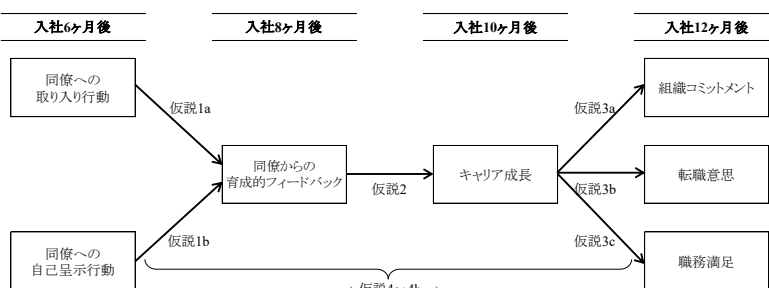 入社6ヶ月後
入社8ヶ月後
入社10ヶ月後
入社12ヶ月後
同僚への
取り入り行動
組織コミットメント
仮説1a
仮説3a
同僚からの
育成的フィードバック
仮説2
キャリア成長
仮説3b
転職意思
仮説1b
仮説3c
同僚への
自己呈示行動
職務満足